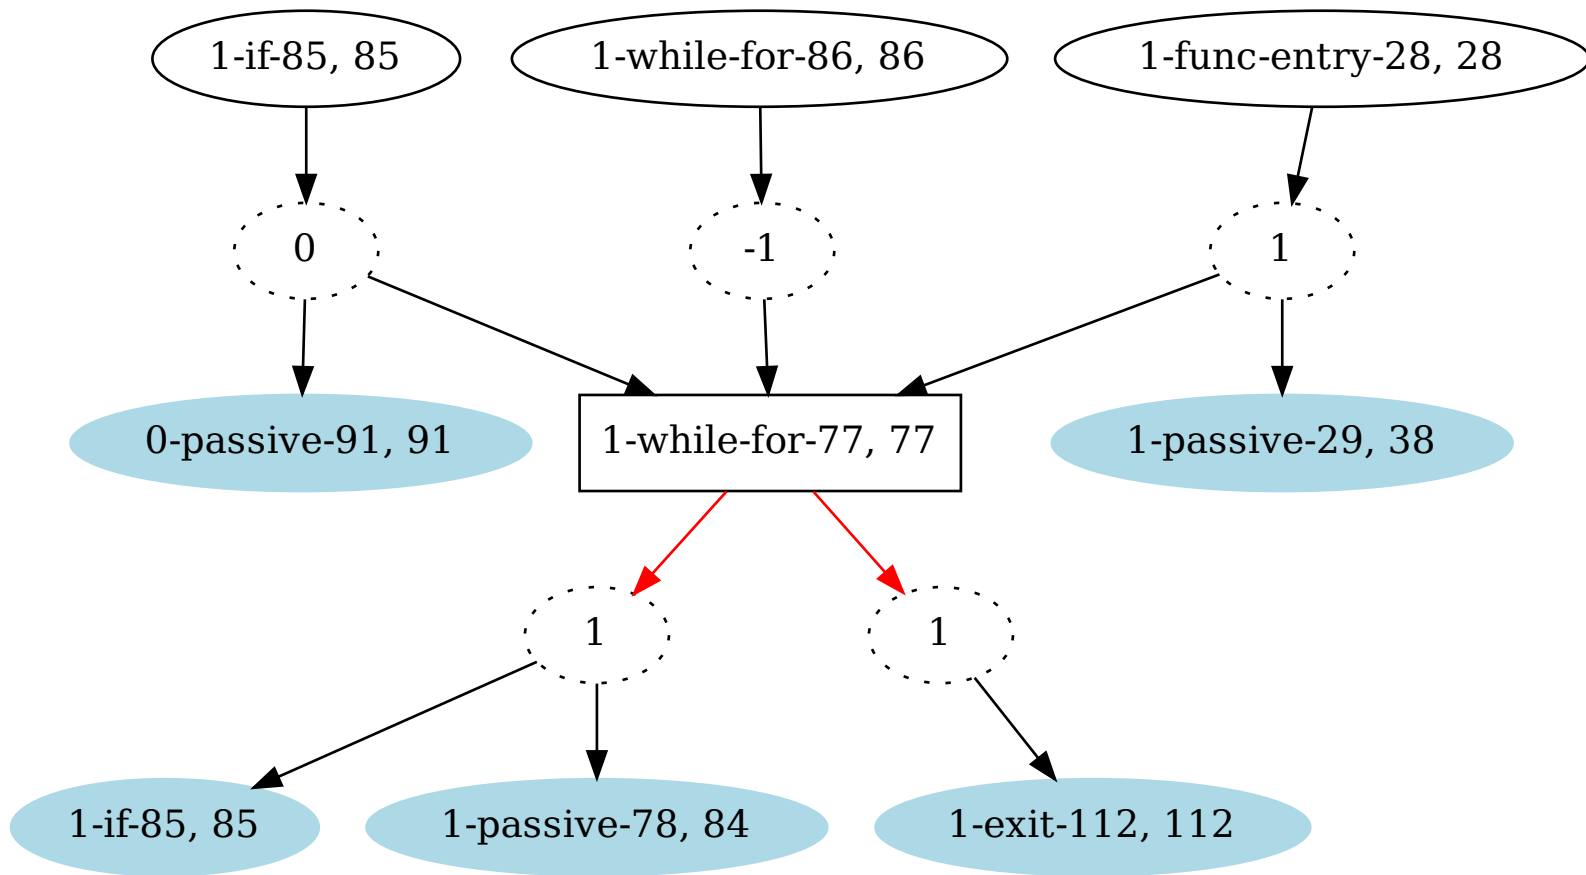 1-if-85, 85
1-while-for-86, 86
1-func-entry-28, 28
0
-1
1
0-passive-91, 91
1-while-for-77, 77
1-passive-29, 38
1
1
1-if-85, 85
1-passive-78, 84
1-exit-112, 112